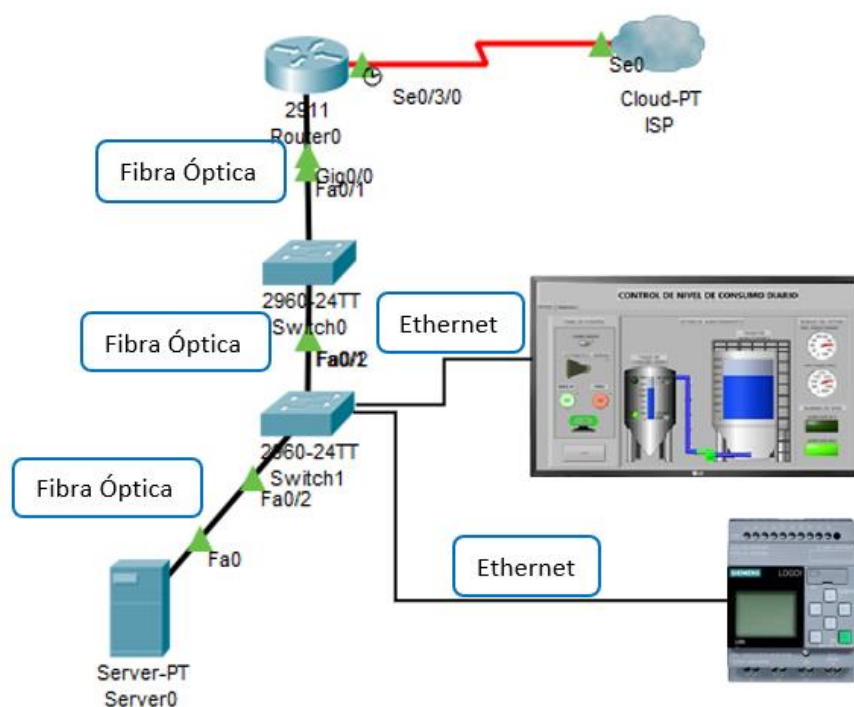 Se0/3/0
Se0
Cloud-PT
ISP
2911
Router0
Fibra Óptica
Gig0/0
Fa0/1
2960-24TT
Switch0
Fibra Óptica
Ethernet
CONTROL DE NIVEL DE CONSUMO DIARIO
2960-24TT
Switch1
Fibra Óptica
Fa0/2
Fa0
Ethernet
SIEMENS
LOGO!
Server-PT
Server0